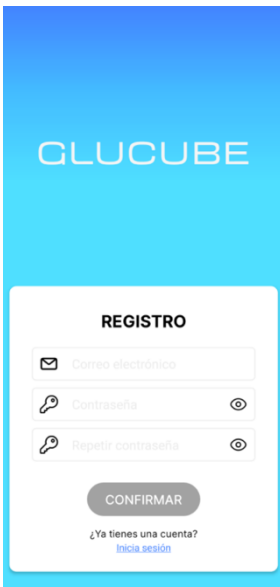 GLUCUBE
REGISTRO
Correo electrónico
Contraseña
Repetir contraseña
CONFIRMAR
¿Ya tienes una cuenta?
Inicia sesión